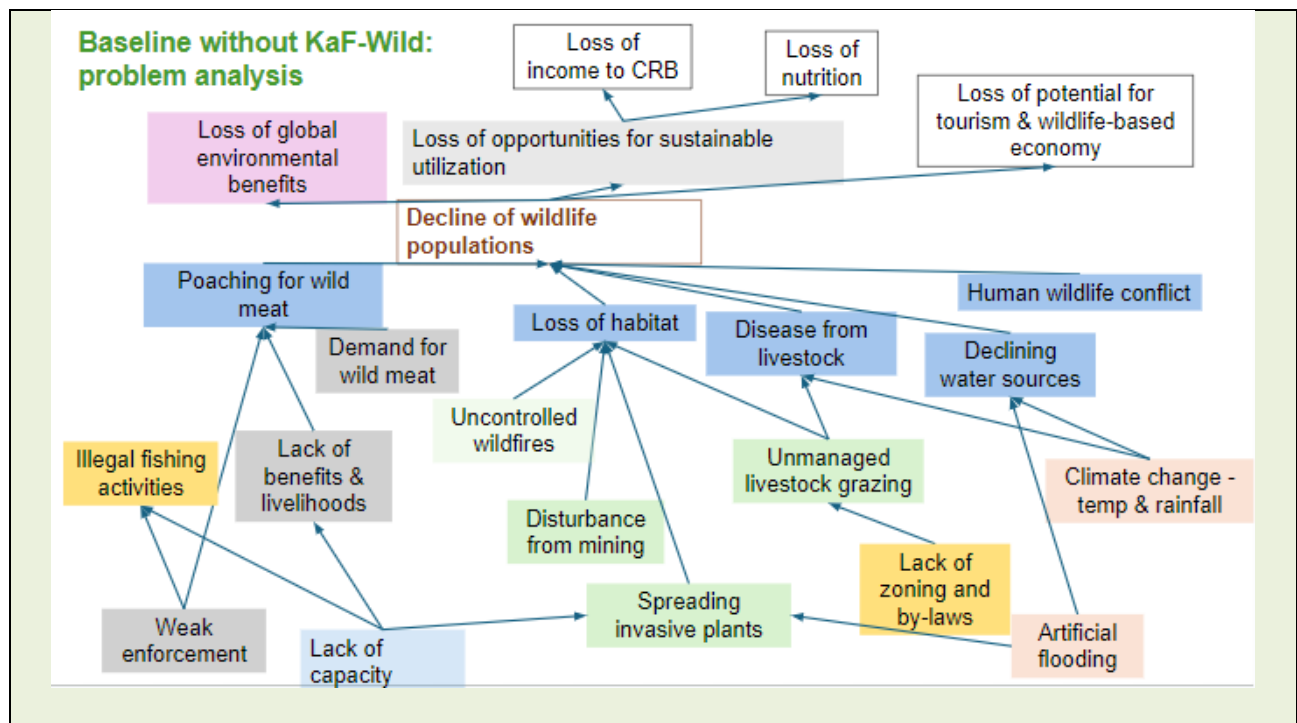 Baseline without KaF-Wild:
problem analysis
Loss of
income to CRB
Loss of
nutrition
Loss of potential for
tourism & wildlife-based
economy
Loss of global
environmental
benefits
Loss of opportunities for sustainable
utilization
Decline of wildlife
populations
Poaching for wild
meat
Human wildlife conflict
Loss of habitat
Disease from
livestock
Declining
water sources
Demand for
wild meat
Uncontrolled
wildfires
Illegal fishing
activities
Lack of
benefits &
livelihoods
Unmanaged
livestock grazing
Climate change -
temp & rainfall
Disturbance
from mining
Lack of
zoning and
by-laws
Spreading
invasive plants
Weak
enforcement
Lack of
capacity
Artificial
flooding